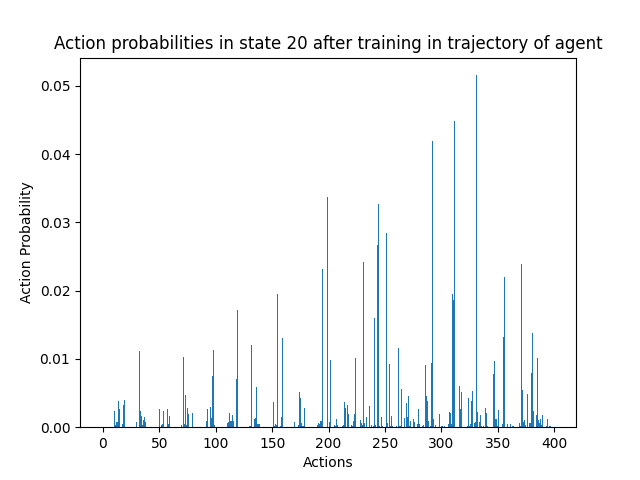 Action probabilities in state 20 after training in trajectory of agent
0.05
0.04
0.03
0.02
0.01
0.00
Action Probability
0 50 100 150 200 250 300 350 400
Actions